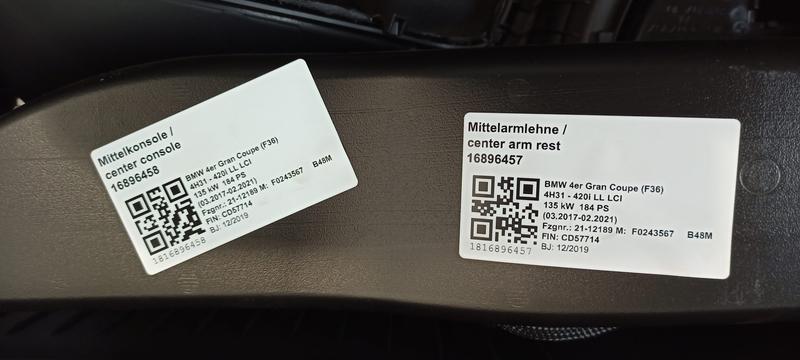 Mittelkonsole /
center console
16896458
BMW 4er Gran Coupe (F36)
4H31 - 420i LL LCI
135 kW 184 PS
(03.2017-02.2021)
Fzgnr.: 21-12189 M: F0243567 B48M
FIN: CD57714
BJ: 12/2019
1816896458
Mittelarmlehne /
center arm rest
16896457
BMW 4er Gran Coupe (F36)
4H31 - 420i LL LCI
135 kW 184 PS
(03.2017-02.2021)
Fzgnr.: 21-12189 M: F0243567 B48M
FIN: CD57714
BJ: 12/2019
1816896457